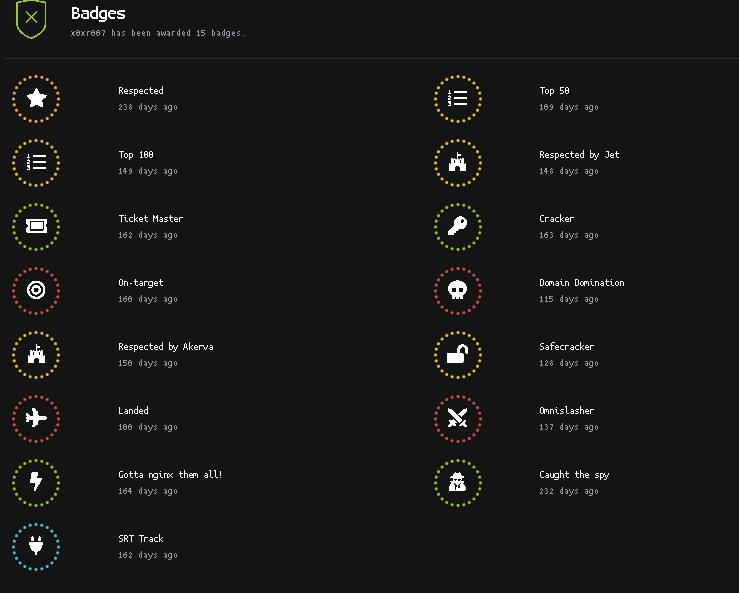 Badges
x0xr007 has been awarded 15 badges.
Respected
238 days ago
Top 50
109 days ago
Top 100
149 days ago
Respected by Jet
148 days ago
Ticket Master
162 days ago
Cracker
163 days ago
On-target
160 days ago
Domain Domination
115 days ago
Respected by Akerva
150 days ago
Safecracker
128 days ago
Landed
100 days ago
Omnislasher
137 days ago
Gotta nginx them all!
164 days ago
Caught the spy
232 days ago
SRT Track
162 days ago